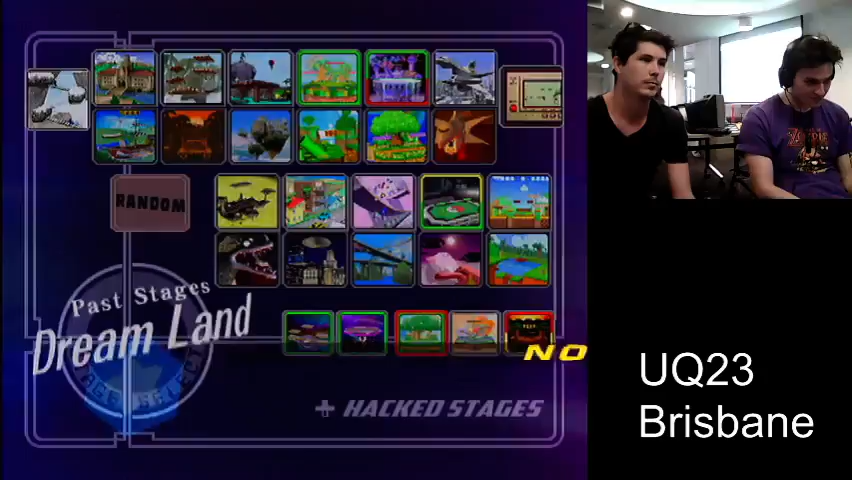 RANDOM
Past Stages
Dream Land
NO
+ HACKED STAGES
UQ23
Brisbane